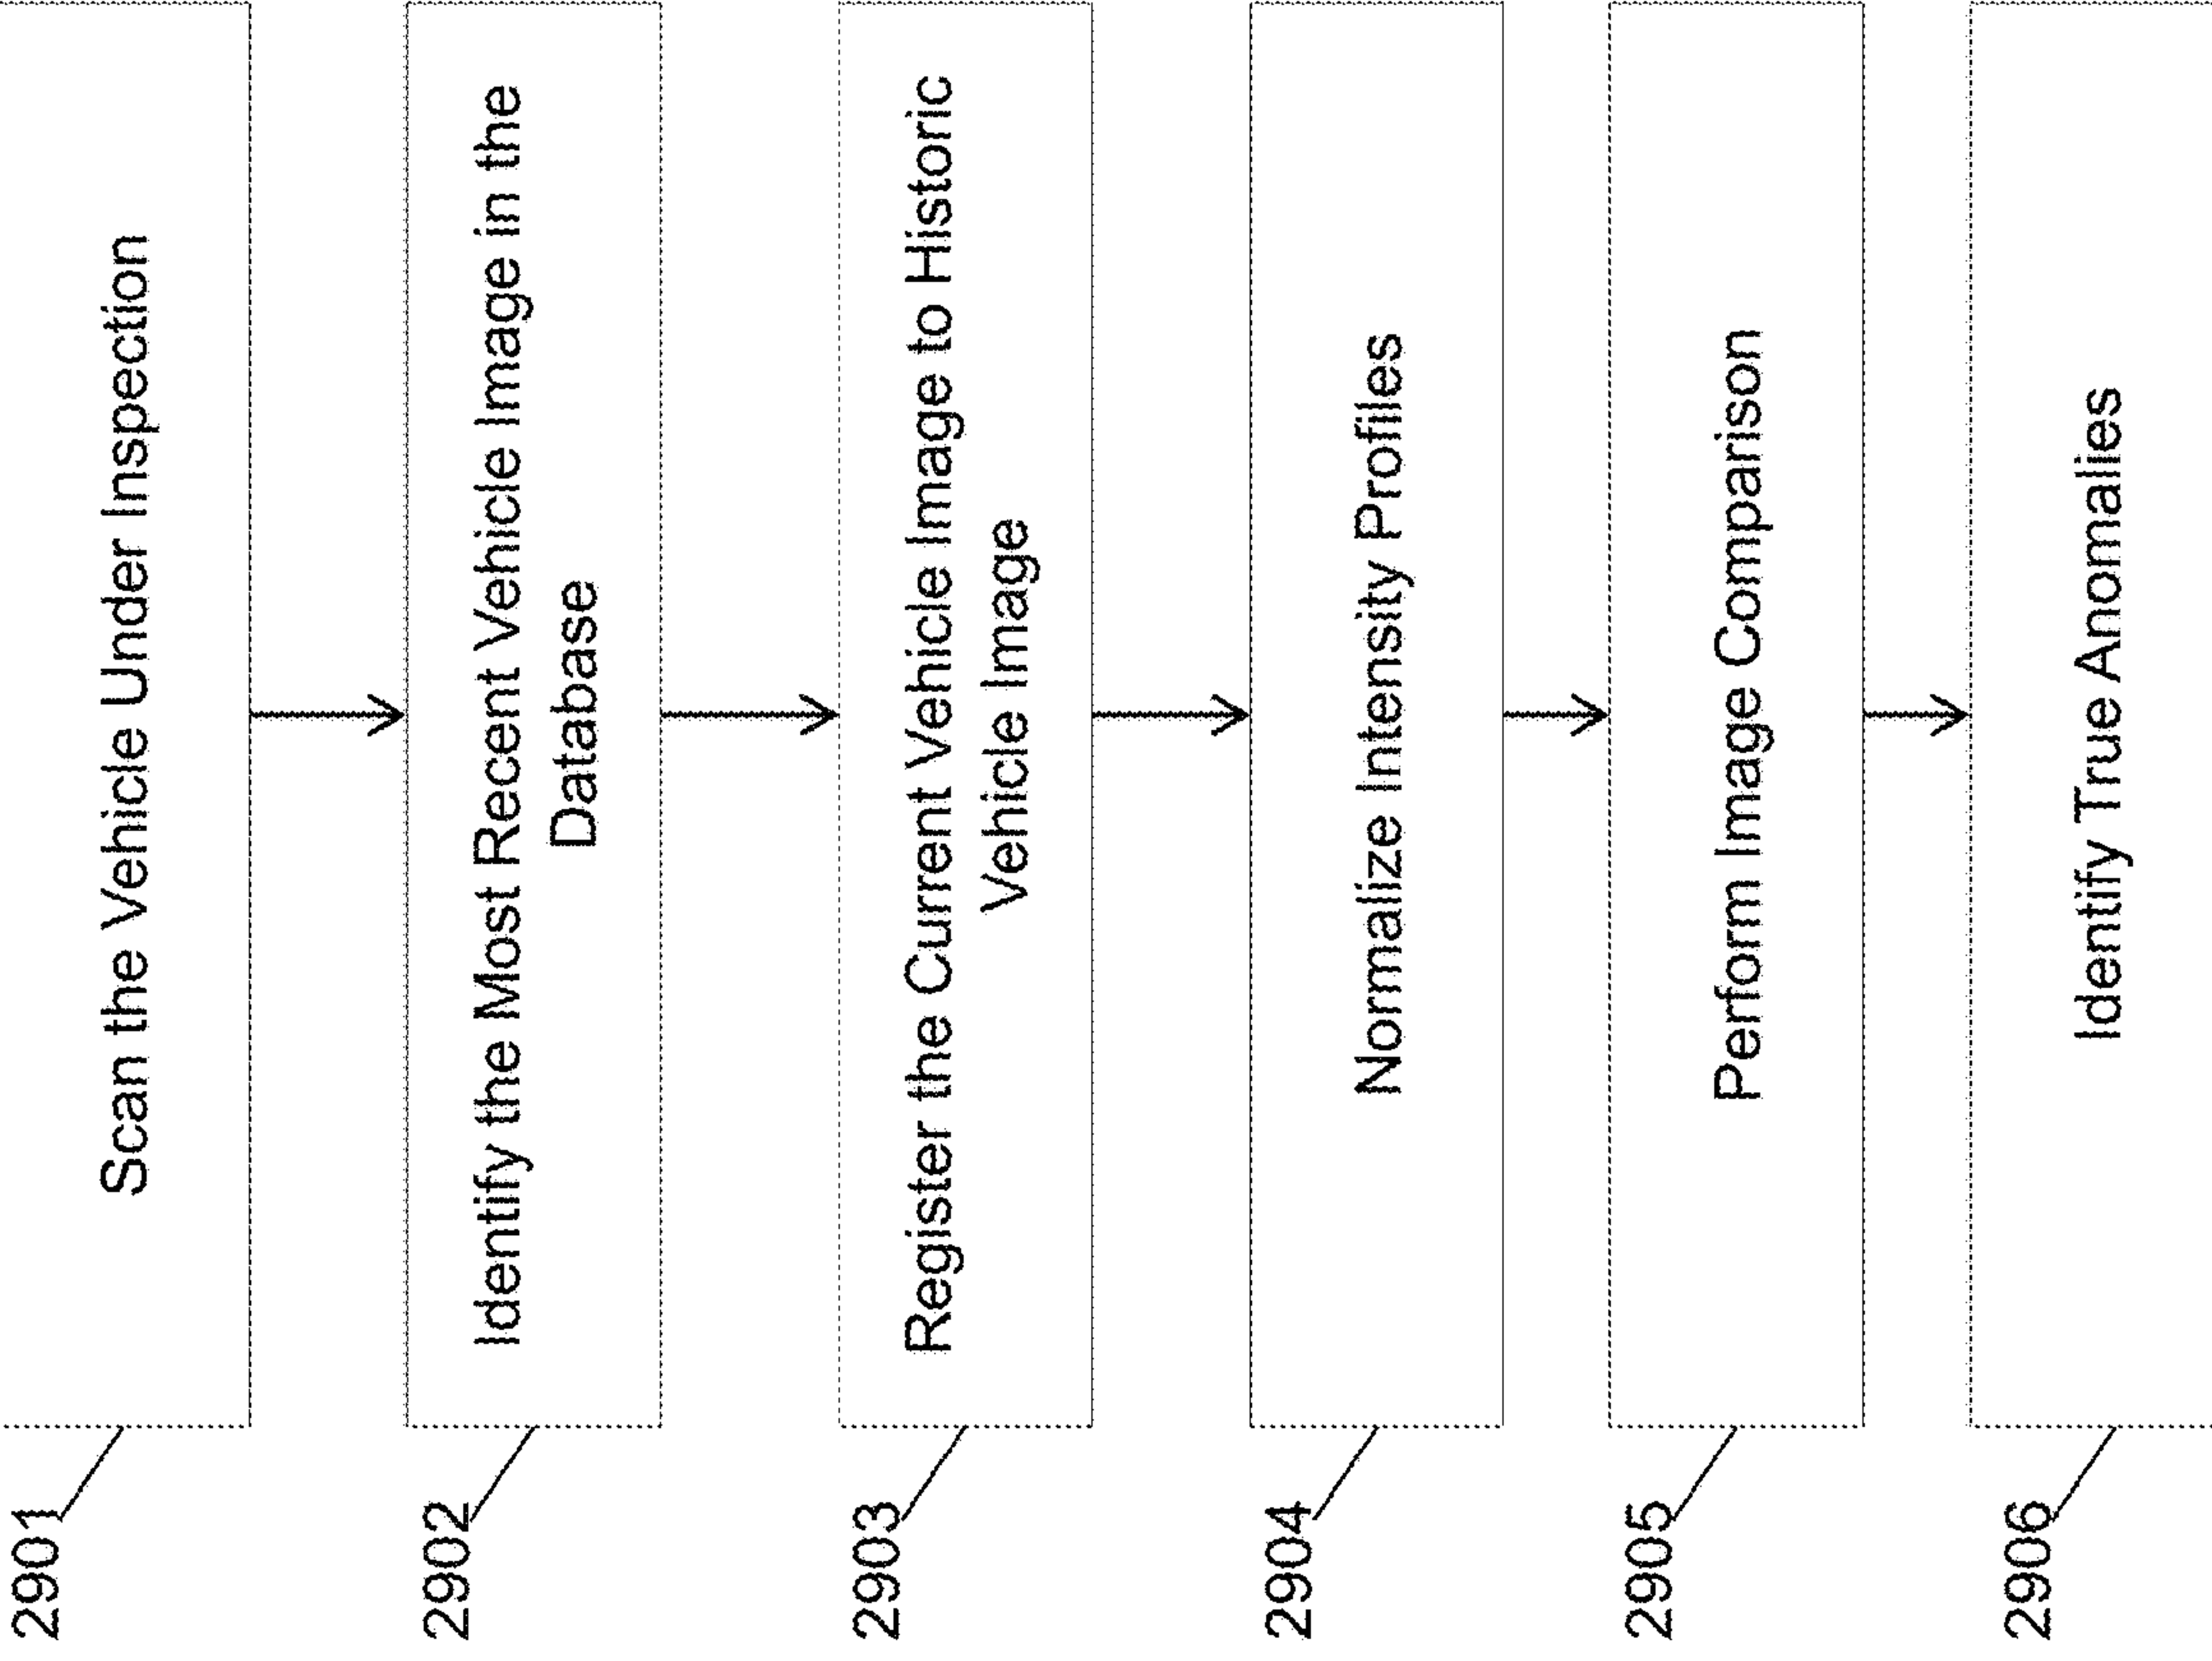 2901
Scan the Vehicle Under Inspection
2902
Identify the Most Recent Vehicle Image in the
Database
2903
Register the Current Vehicle Image to Historic
Vehicle Image
2904
Normalize Intensity Profiles
2905
Perform Image Comparison
2906
Identify True Anomalies